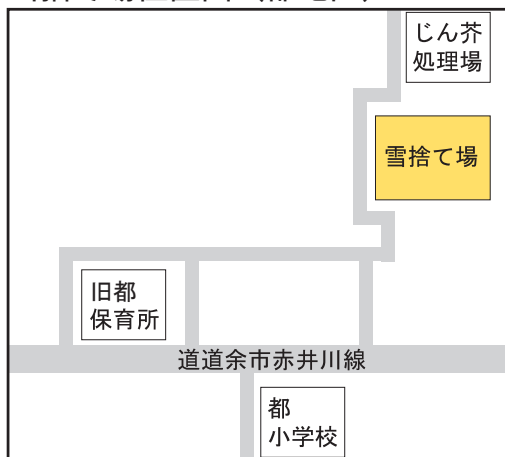 じん芥
処理場
雪捨て場
旧都
保育所
道道余市赤井川線
都
小学校